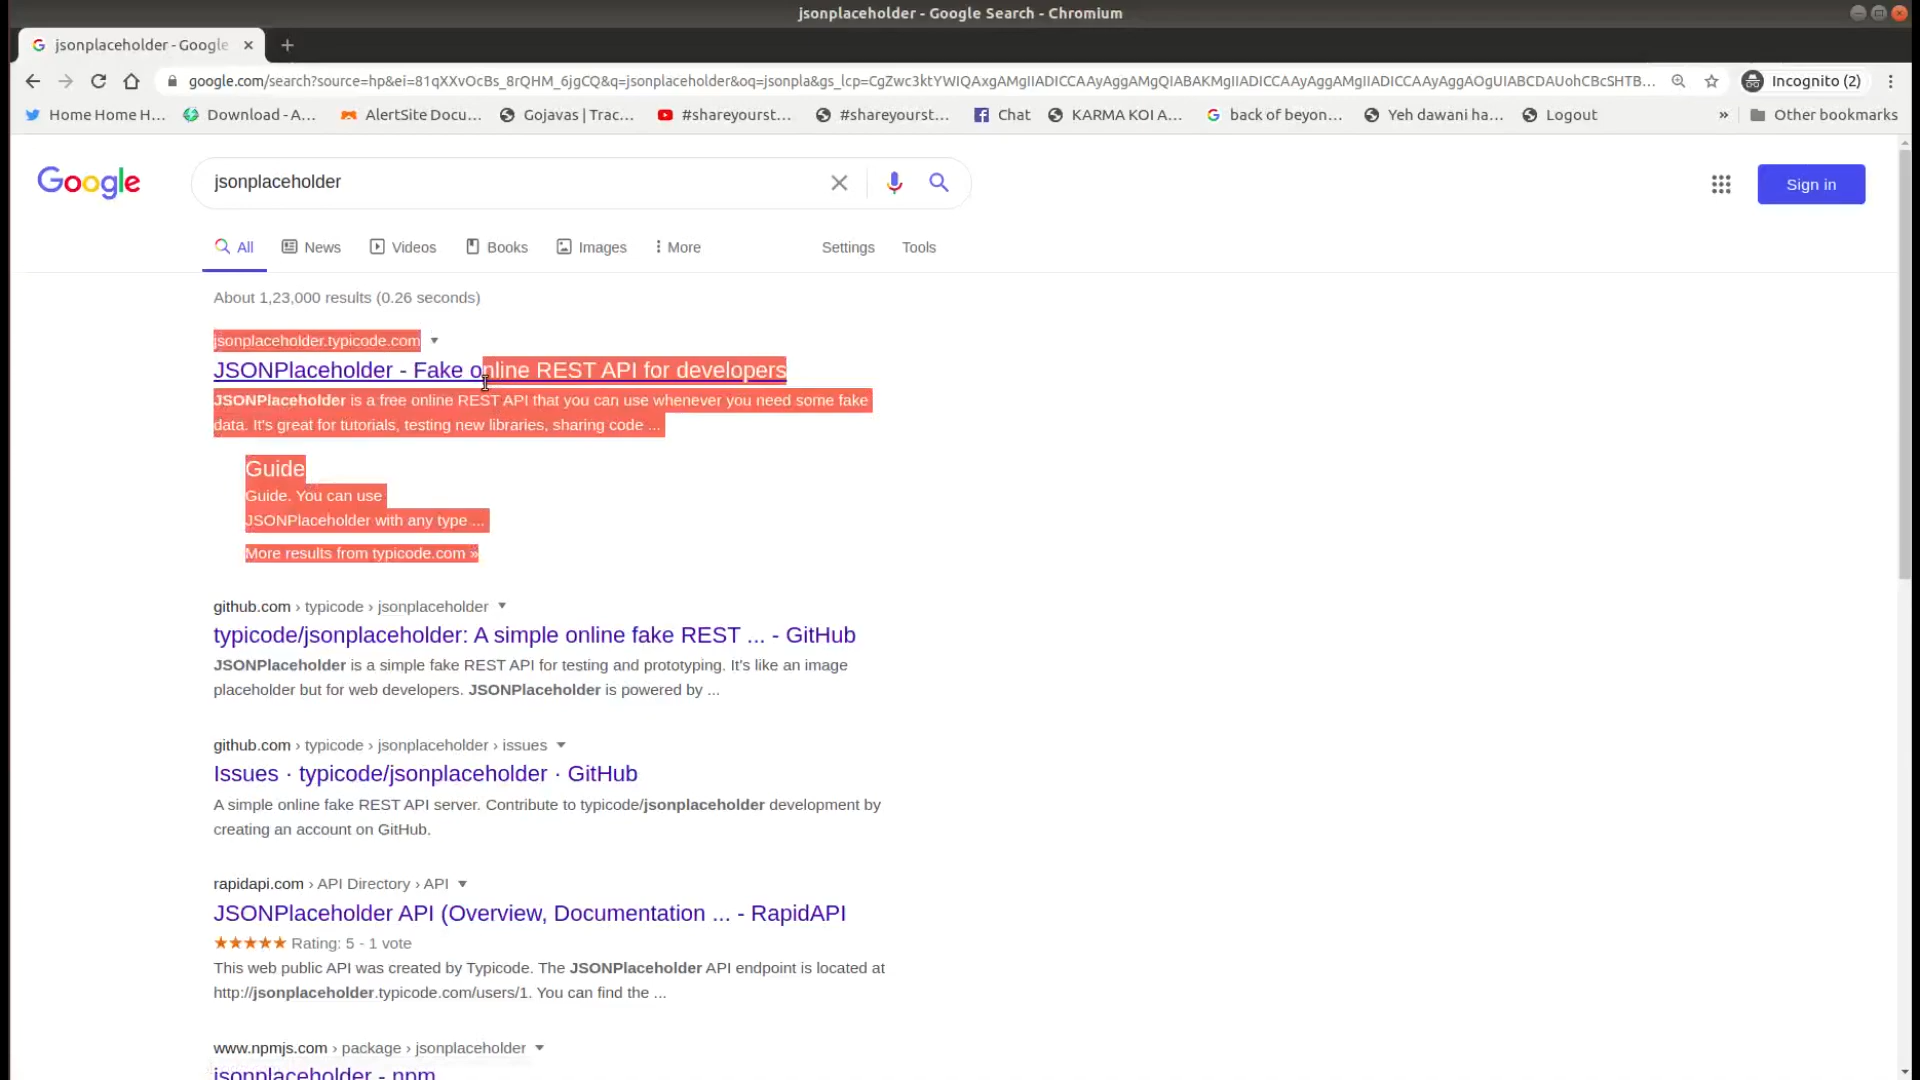 jsonplaceholder - Google Search - Chromium
jsonplaceholder - Google
google.com/search?source=hp&ei=81qXXvOcBs_8rQHM_6jgCQ&q=jsonplaceholder&oq=jsonpla&gs_lcp=CgZwc3ktYWIQAxgAMgIIADICCAAyAggAMgQIABAKMgIIADICCAAyAggAMgIIADICCAAyAggAOgUIABCDAUohCBcSHTB...
Incognito (2)
Home Home H...
Download - A...
AlertSite Docu...
Gojavas | Trac...
#shareyourst...
#shareyourst...
Chat
KARMA KOI A...
back of beyon...
Yeh dawani ha...
Logout
»
Other bookmarks
Google
jsonplaceholder
Sign in
All
News
Videos
Books
Images
More
Settings
Tools
About 1,23,000 results (0.26 seconds)
jsonplaceholder.typicode.com
JSONPlaceholder - Fake online REST API for developers
JSONPlaceholder is a free online REST API that you can use whenever you need some fake
data. It's great for tutorials, testing new libraries, sharing code ...
Guide
Guide. You can use
JSONPlaceholder with any type ...
More results from typicode.com »
github.com › typicode › jsonplaceholder
typicode/jsonplaceholder: A simple online fake REST ... - GitHub
JSONPlaceholder is a simple fake REST API for testing and prototyping. It's like an image
placeholder but for web developers. JSONPlaceholder is powered by ...
github.com › typicode › jsonplaceholder › issues
Issues · typicode/jsonplaceholder · GitHub
A simple online fake REST API server. Contribute to typicode/jsonplaceholder development by
creating an account on GitHub.
rapidapi.com › API Directory › API
JSONPlaceholder API (Overview, Documentation ... - RapidAPI
★★★★★ Rating: 5 - 1 vote
This web public API was created by Typicode. The JSONPlaceholder API endpoint is located at
http://jsonplaceholder.typicode.com/users/1. You can find the ...
www.npmjs.com › package › jsonplaceholder
jsonplaceholder - npm